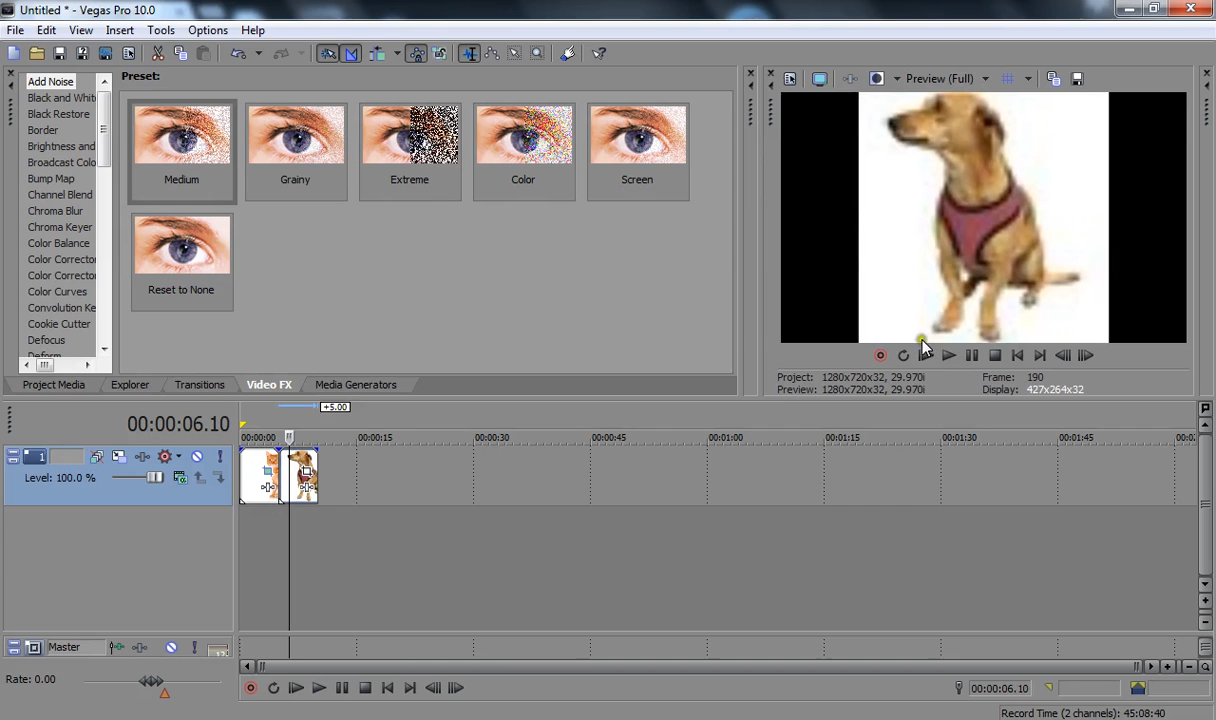 Untitled * - Vegas Pro 10.0
File Edit View Insert Tools Options Help
Add Noise
Black and White
Black Restore
Border
Brightness and
Broadcast Colo
Bump Map
Channel Blend
Chroma Blur
Chroma Keyer
Color Balance
Color Corrector
Color Corrector
Color Curves
Convolution Ke
Cookie Cutter
Defocus
Deform
Preset:
Medium Grainy Extreme Color Screen
Reset to None
Preview (Full)
Project: 1280x720x32, 29.970i Frame: 190
Preview: 1280x720x32, 29.970i Display: 427x264x32
Project Media Explorer Transitions Video FX Media Generators
+5.00
00:00:06.10
00:00:00 00:00:15 00:00:30 00:00:45 00:01:00 00:01:15 00:01:30 00:01:45
1
Level: 100.0 %
Master
Rate: 0.00
00:00:06.10
Record Time (2 channels): 45:08:40